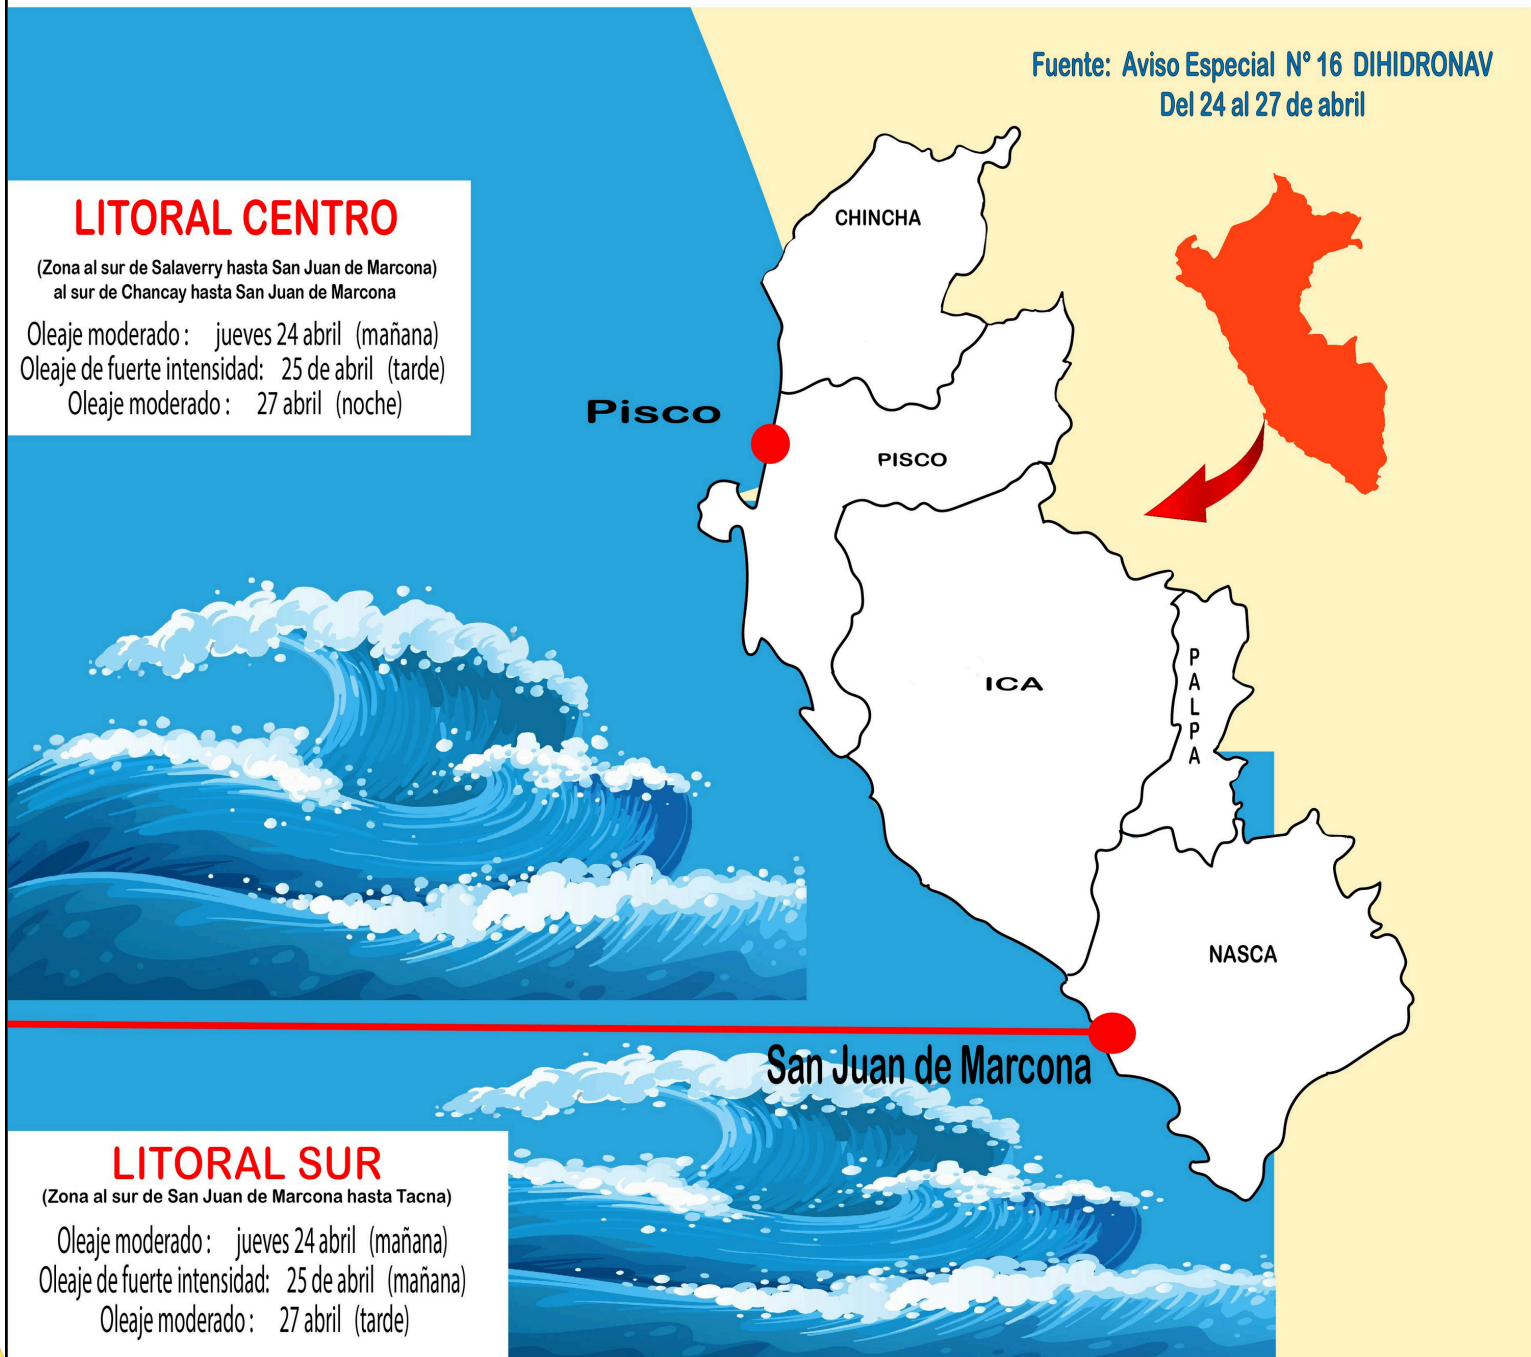 Fuente: Aviso Especial Nº 16 DIHIDRONAV
Del 24 al 27 de abril
LITORAL CENTRO
(Zona al sur de Salaverry hasta San Juan de Marcona)
al sur de Chancay hasta San Juan de Marcona
Oleaje moderado : jueves 24 abril (mañana)
Oleaje de fuerte intensidad: 25 de abril (tarde)
Oleaje moderado : 27 abril (noche)
CHINCHA
Pisco
PISCO
ICA
PALPA
NASCA
San Juan de Marcona
LITORAL SUR
(Zona al sur de San Juan de Marcona hasta Tacna)
Oleaje moderado : jueves 24 abril (mañana)
Oleaje de fuerte intensidad: 25 de abril (mañana)
Oleaje moderado : 27 abril (tarde)